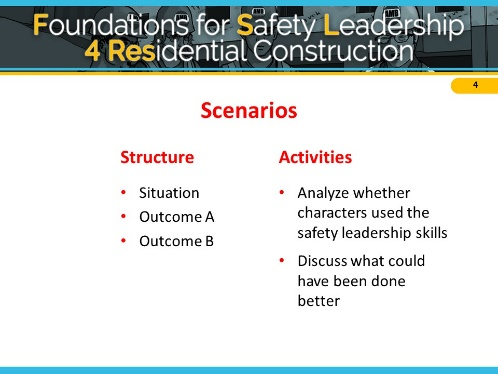 Foundations for Safety Leadership
4 Residential Construction
4
Scenarios
Structure
• Situation
• Outcome A
• Outcome B
Activities
• Analyze whether
characters used the
safety leadership skills
• Discuss what could
have been done
better